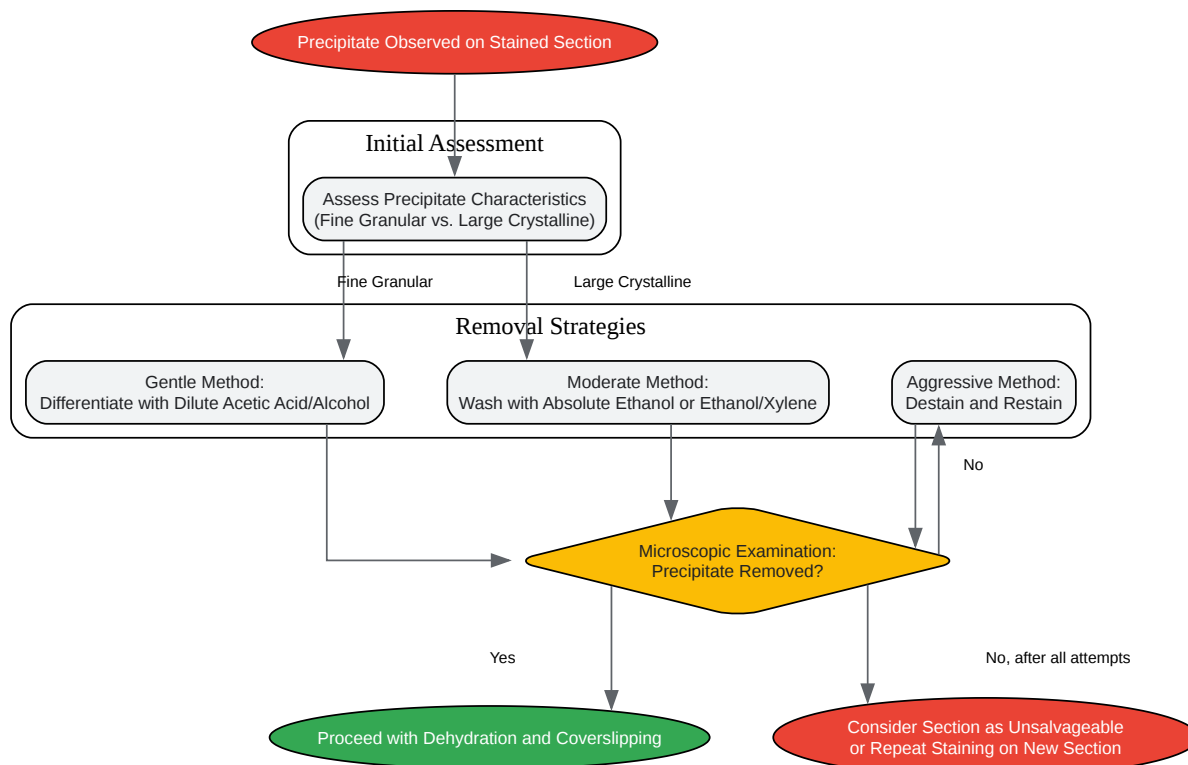 Precipitate Observed on Stained Section
Initial Assessment
Assess Precipitate Characteristics
(Fine Granular vs. Large Crystalline)
Fine Granular
Large Crystalline
Removal Strategies
Gentle Method:
Differentiate with Dilute Acetic Acid/Alcohol
Moderate Method:
Wash with Absolute Ethanol or Ethanol/Xylene
Aggressive Method:
Destain and Restain
No
Microscopic Examination:
Precipitate Removed?
Yes
No, after all attempts
Proceed with Dehydration and Coverslipping
Consider Section as Unsalvageable
or Repeat Staining on New Section